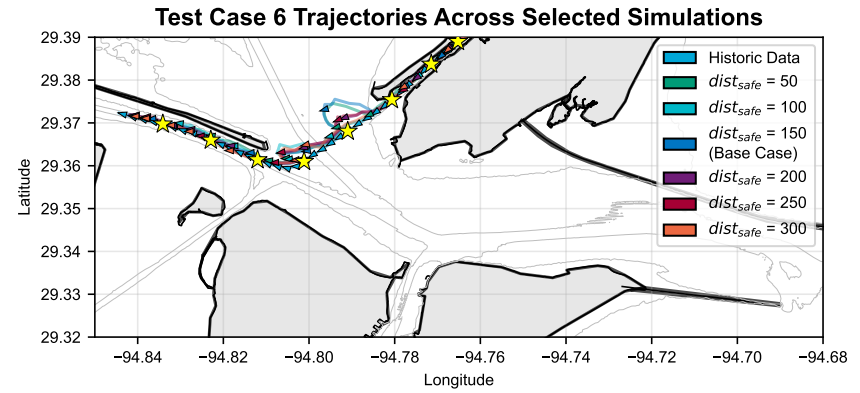 Test Case 6 Trajectories Across Selected Simulations
29.39
29.38
29.37
29.36
29.35
29.34
29.33
29.32
Latitude
−94.84
−94.82
−94.80
−94.78
−94.76
−94.74
−94.72
−94.70
−94.68
Longitude
Historic Data
dist_safe = 50
dist_safe = 100
dist_safe = 150
(Base Case)
dist_safe = 200
dist_safe = 250
dist_safe = 300